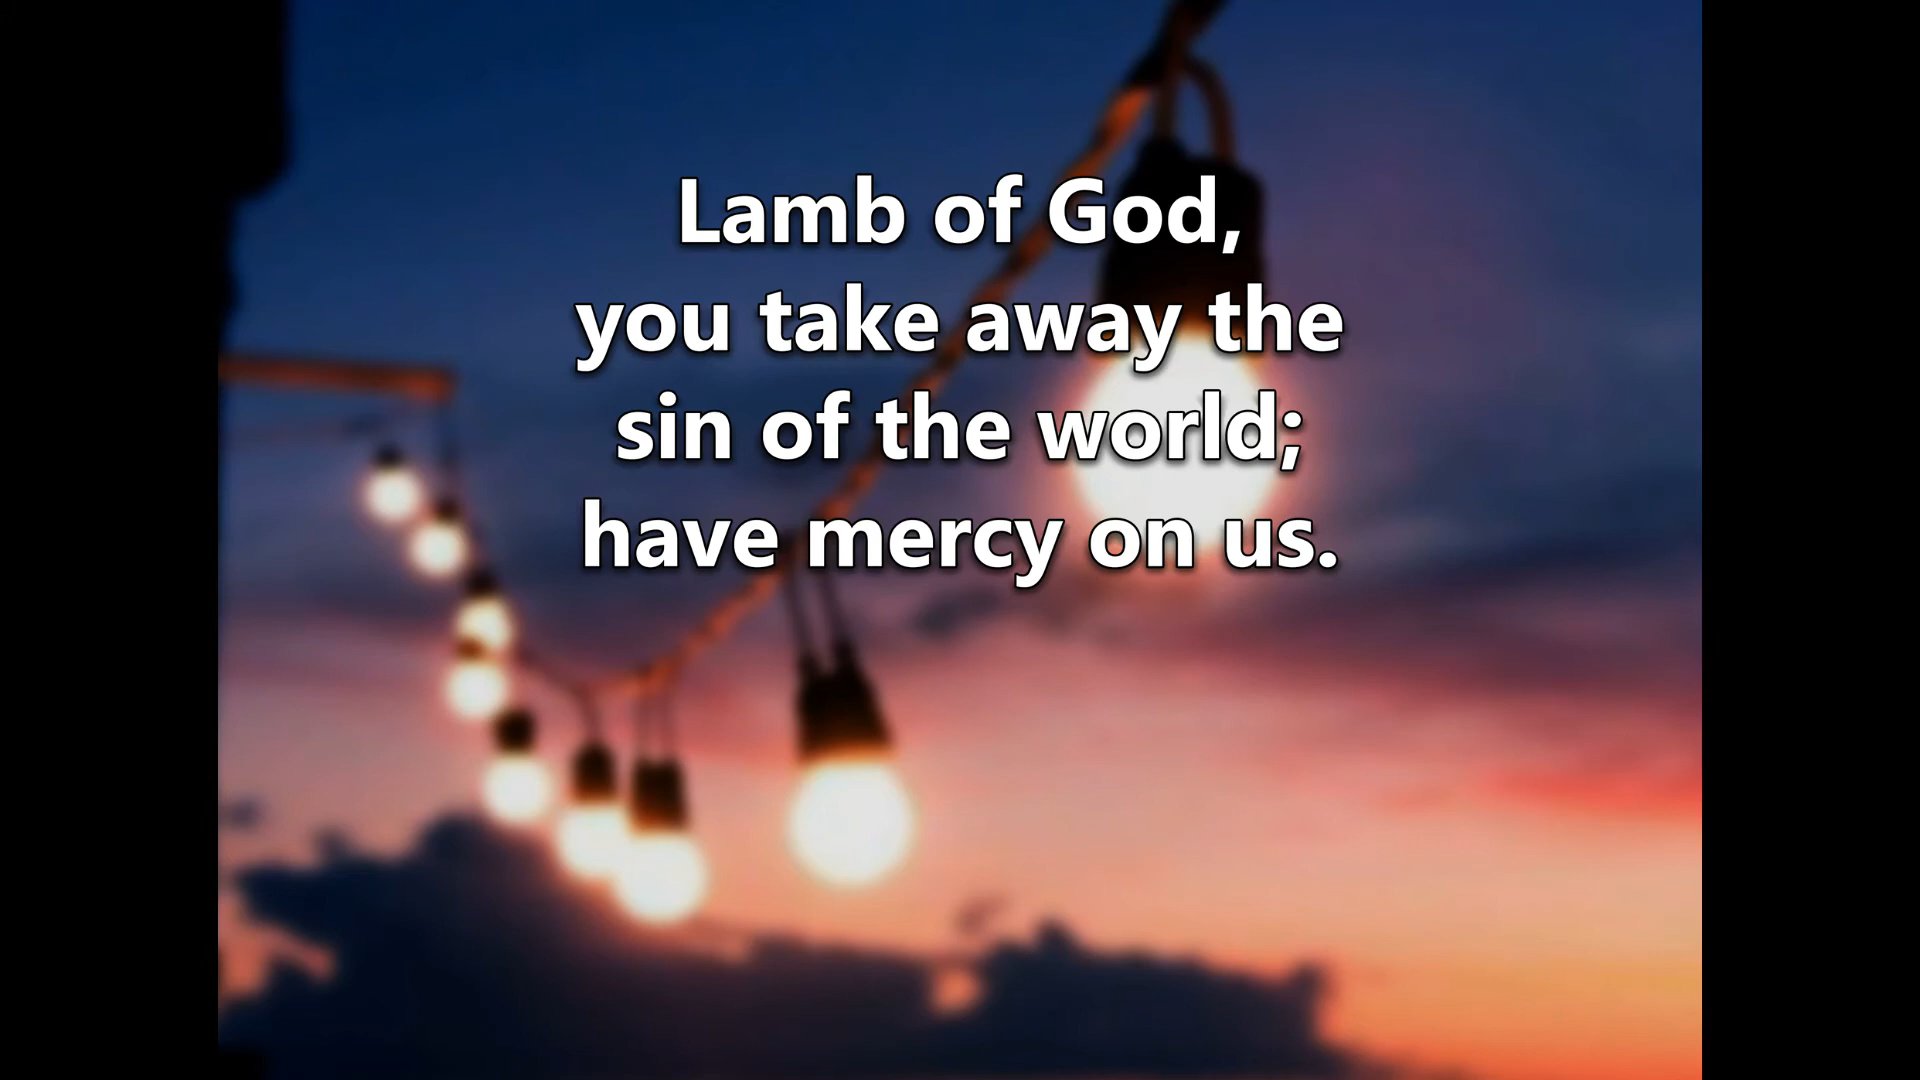 Lamb of God,
you take away the
sin of the world;
have mercy on us.